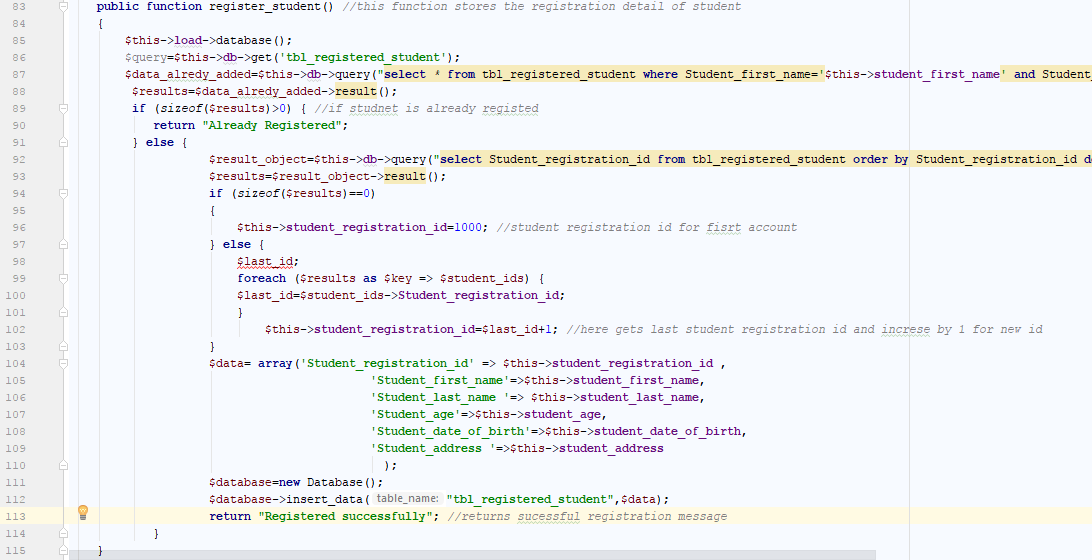 83 public function register_student() //this function stores the registration detail of student
84 {
85 $this->load->database();
86 $query=$this->db->get('tbl_registered_student');
87 $data_alredy_added=$this->db->query("select * from tbl_registered_student where Student_first_name='$this->student_first_name' and Student_
88 $results=$data_alredy_added->result();
89 if (sizeof($results)>0) { //if studnet is already registed
90 return "Already Registered";
91 } else {
92 $result_object=$this->db->query("select Student_registration_id from tbl_registered_student order by Student_registration_id de
93 $results=$result_object->result();
94 if (sizeof($results)==0)
95 {
96 $this->student_registration_id=1000; //student registration id for fisrt account
97 } else {
98 $last_id;
99 foreach ($results as $key => $student_ids) {
100 $last_id=$student_ids->Student_registration_id;
101 }
102 $this->student_registration_id=$last_id+1; //here gets last student registration id and increse by 1 for new id
103 }
104 $data= array('Student_registration_id' => $this->student_registration_id ,
105 'Student_first_name'=>$this->student_first_name,
106 'Student_last_name '=> $this->student_last_name,
107 'Student_age'=>$this->student_age,
108 'Student_date_of_birth'=>$this->student_date_of_birth,
109 'Student_address '=>$this->student_address
110 );
111 $database=new Database();
112 $database->insert_data( table_name: "tbl_registered_student",$data);
113 return "Registered successfully"; //returns sucessful registration message
114 }
115 }